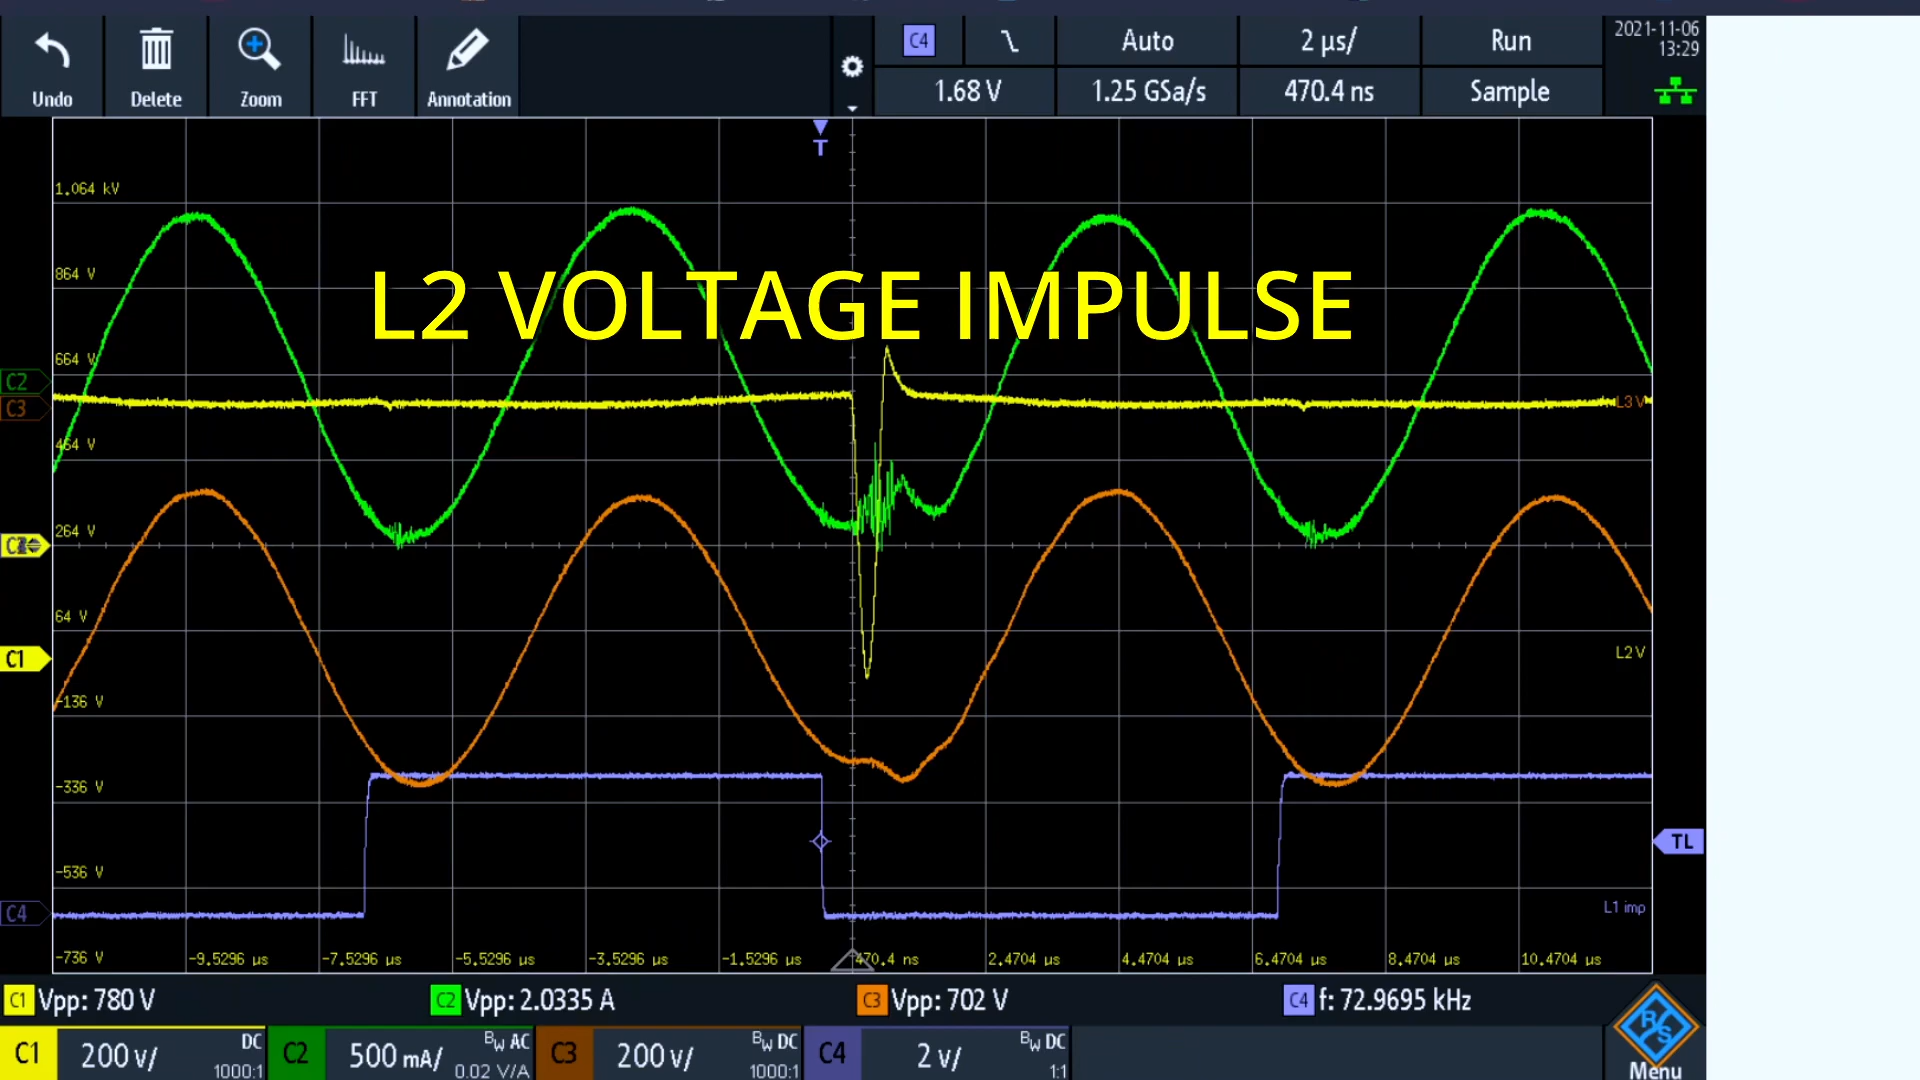 2021-11-06
13:29
Undo
Delete
Zoom
FFT
Annotation
C4
Auto
2 µs/
Run
1.68 V
1.25 GSa/s
470.4 ns
Sample
T
1.064 kV
864 V
L2 VOLTAGE IMPULSE
664 V
C2
C3
L3 V
464 V
264 V
64 V
C1
L2 V
-136 V
-336 V
TL
-536 V
C4
L1 imp
-736 V
-9.5296 µs
-7.5296 µs
-5.5296 µs
-3.5296 µs
-1.5296 µs
470.4 ns
2.4704 µs
4.4704 µs
6.4704 µs
8.4704 µs
10.4704 µs
C1 Vpp: 780 V
C2 Vpp: 2.0335 A
C3 Vpp: 702 V
C4 f: 72.9695 kHz
R&S
C1 200 V/ DC 1000:1
C2 500 mA/ BW AC 0.02 V/A
C3 200 V/ BW DC 1000:1
C4 2 V/ BW DC 1:1
Menu